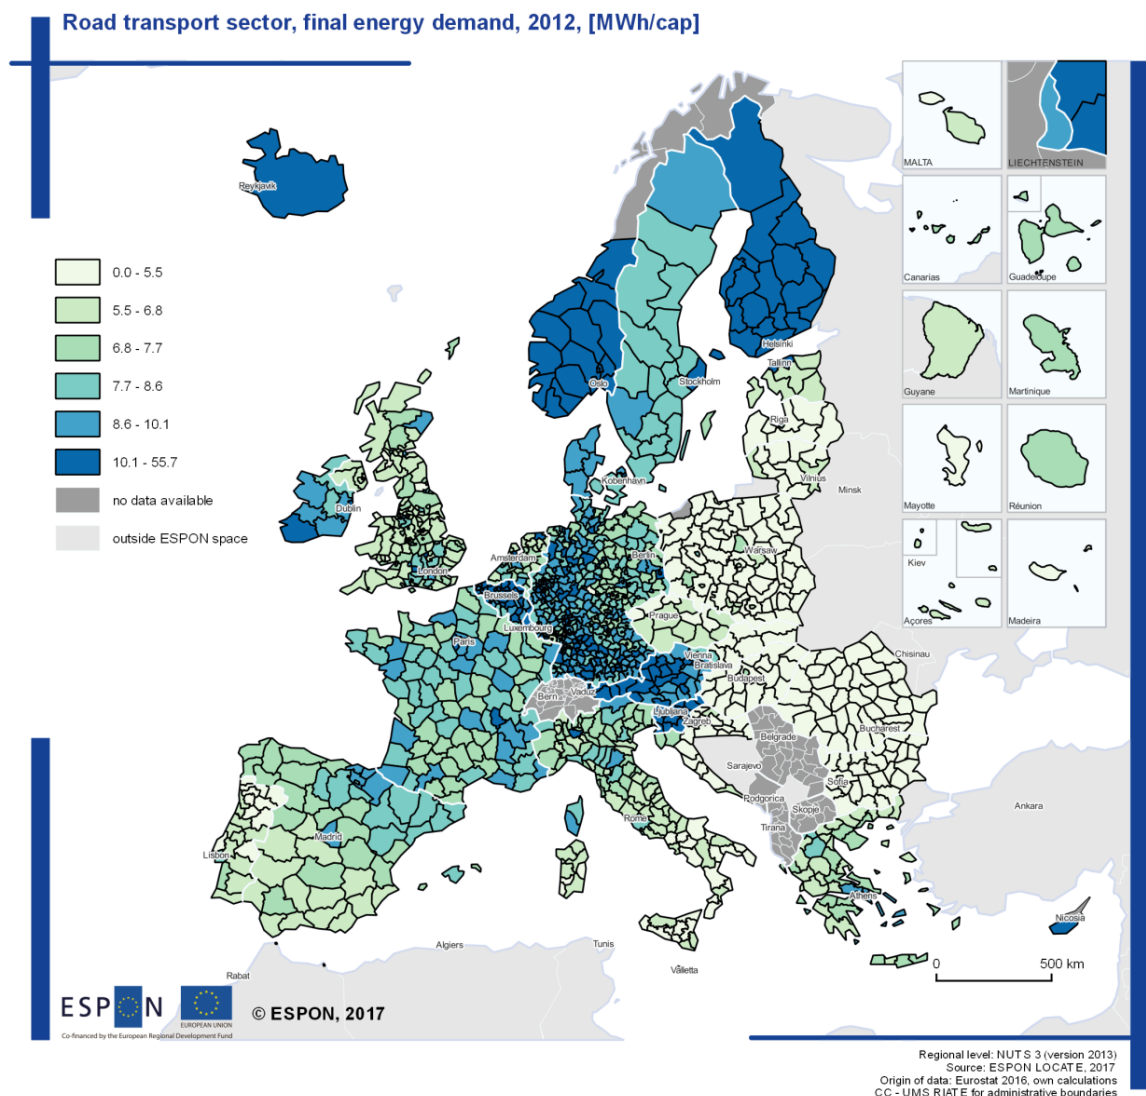 Road transport sector, final energy demand, 2012, [MWh/cap]
MALTA
LIECHTENSTEIN
Reykjavik
Canarias
Guadeloupe
0.0 - 5.5
5.5 - 6.8
6.8 - 7.7
7.7 - 8.6
8.6 - 10.1
10.1 - 55.7
no data available
outside ESPON space
Helsinki
Tallinn
Oslo
Stockholm
Guyane
Martinique
Riga
Kobenhavn
Vilnius
Minsk
Mayotte
Réunion
Dublin
Amsterdam
Berlin
Warsaw
London
Kiev
Brussels
Açores
Madeira
Prague
Luxembourg
Paris
Vienna
Bratislava
Chisinau
Budapest
Bern
Vaduz
Ljubljana
Zagreb
Bucharest
Belgrade
Sarajevo
Sofia
Podgorica
Skopje
Ankara
Rome
Tirana
Madrid
Lisbon
Athens
Nicosia
Algiers
Tunis
Valletta
Rabat
0 500 km
ESPON
EUROPEAN UNION
© ESPON, 2017
Co-financed by the European Regional Development Fund
Regional level: NUTS 3 (version 2013)
Source: ESPON LOCATE, 2017
Origin of data: Eurostat 2016, own calculations
CC - UMS RIATE for administrative boundaries